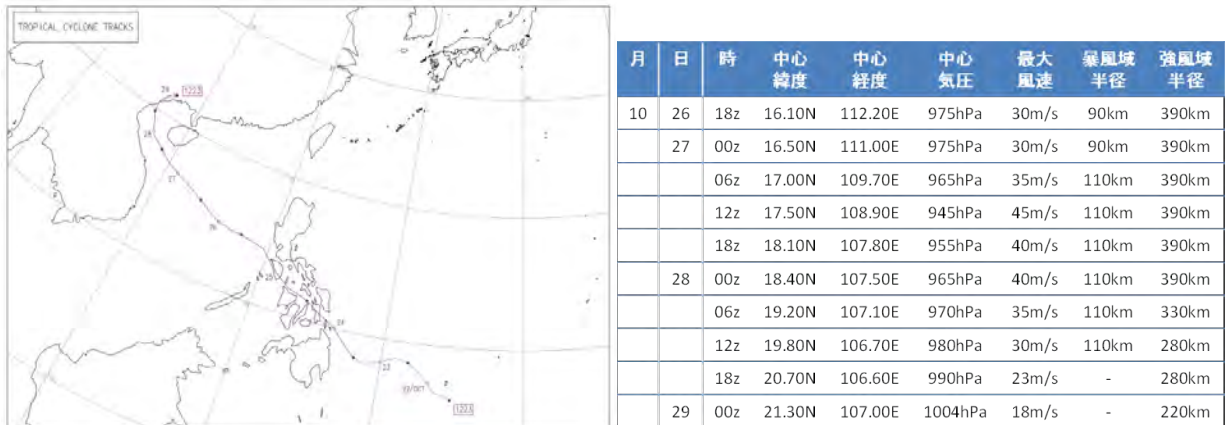 TROPICAL CYCLONE TRACKS
29
1223
28
27
26
25
24
23
1223
月 日 時 中心緯度 中心経度 中心気圧 最大風速 暴風域半径 強風域半径
10 26 18z 16.10N 112.20E 975hPa 30m/s 90km 390km
27 00z 16.50N 111.00E 975hPa 30m/s 90km 390km
06z 17.00N 109.70E 965hPa 35m/s 110km 390km
12z 17.50N 108.90E 945hPa 45m/s 110km 390km
18z 18.10N 107.80E 955hPa 40m/s 110km 390km
28 00z 18.40N 107.50E 965hPa 40m/s 110km 390km
06z 19.20N 107.10E 970hPa 35m/s 110km 330km
12z 19.80N 106.70E 980hPa 30m/s 110km 280km
18z 20.70N 106.60E 990hPa 23m/s - 280km
29 00z 21.30N 107.00E 1004hPa 18m/s - 220km